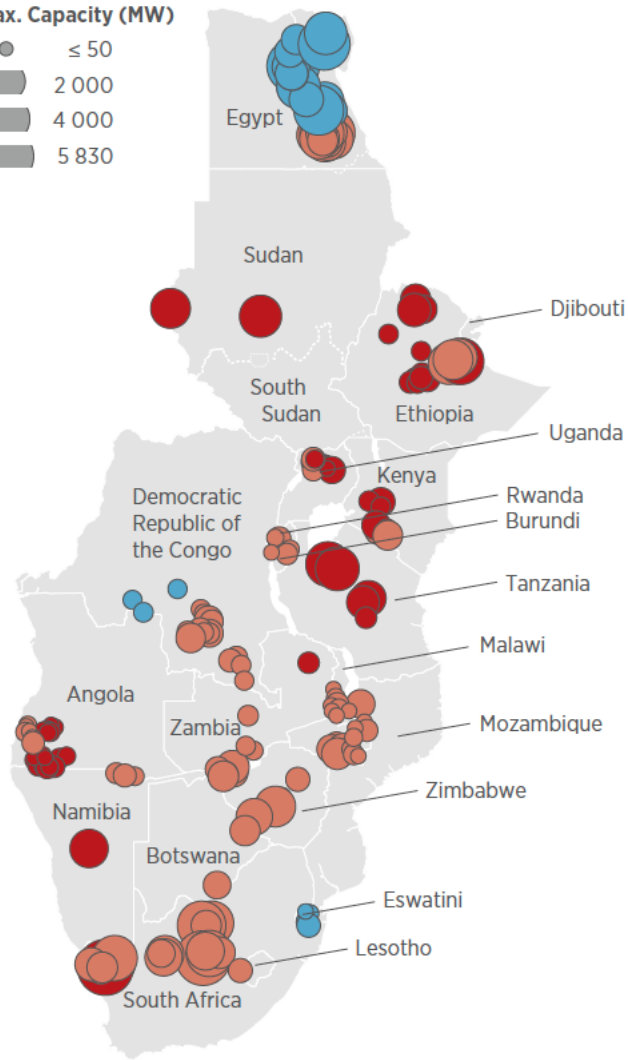 ax. Capacity (MW)
≤ 50
2 000
4 000
5 830
Egypt
Sudan
Djibouti
South
Sudan
Ethiopia
Uganda
Kenya
Democratic
Republic of
the Congo
Rwanda
Burundi
Tanzania
Malawi
Angola
Zambia
Mozambique
Zimbabwe
Namibia
Botswana
Eswatini
Lesotho
South Africa